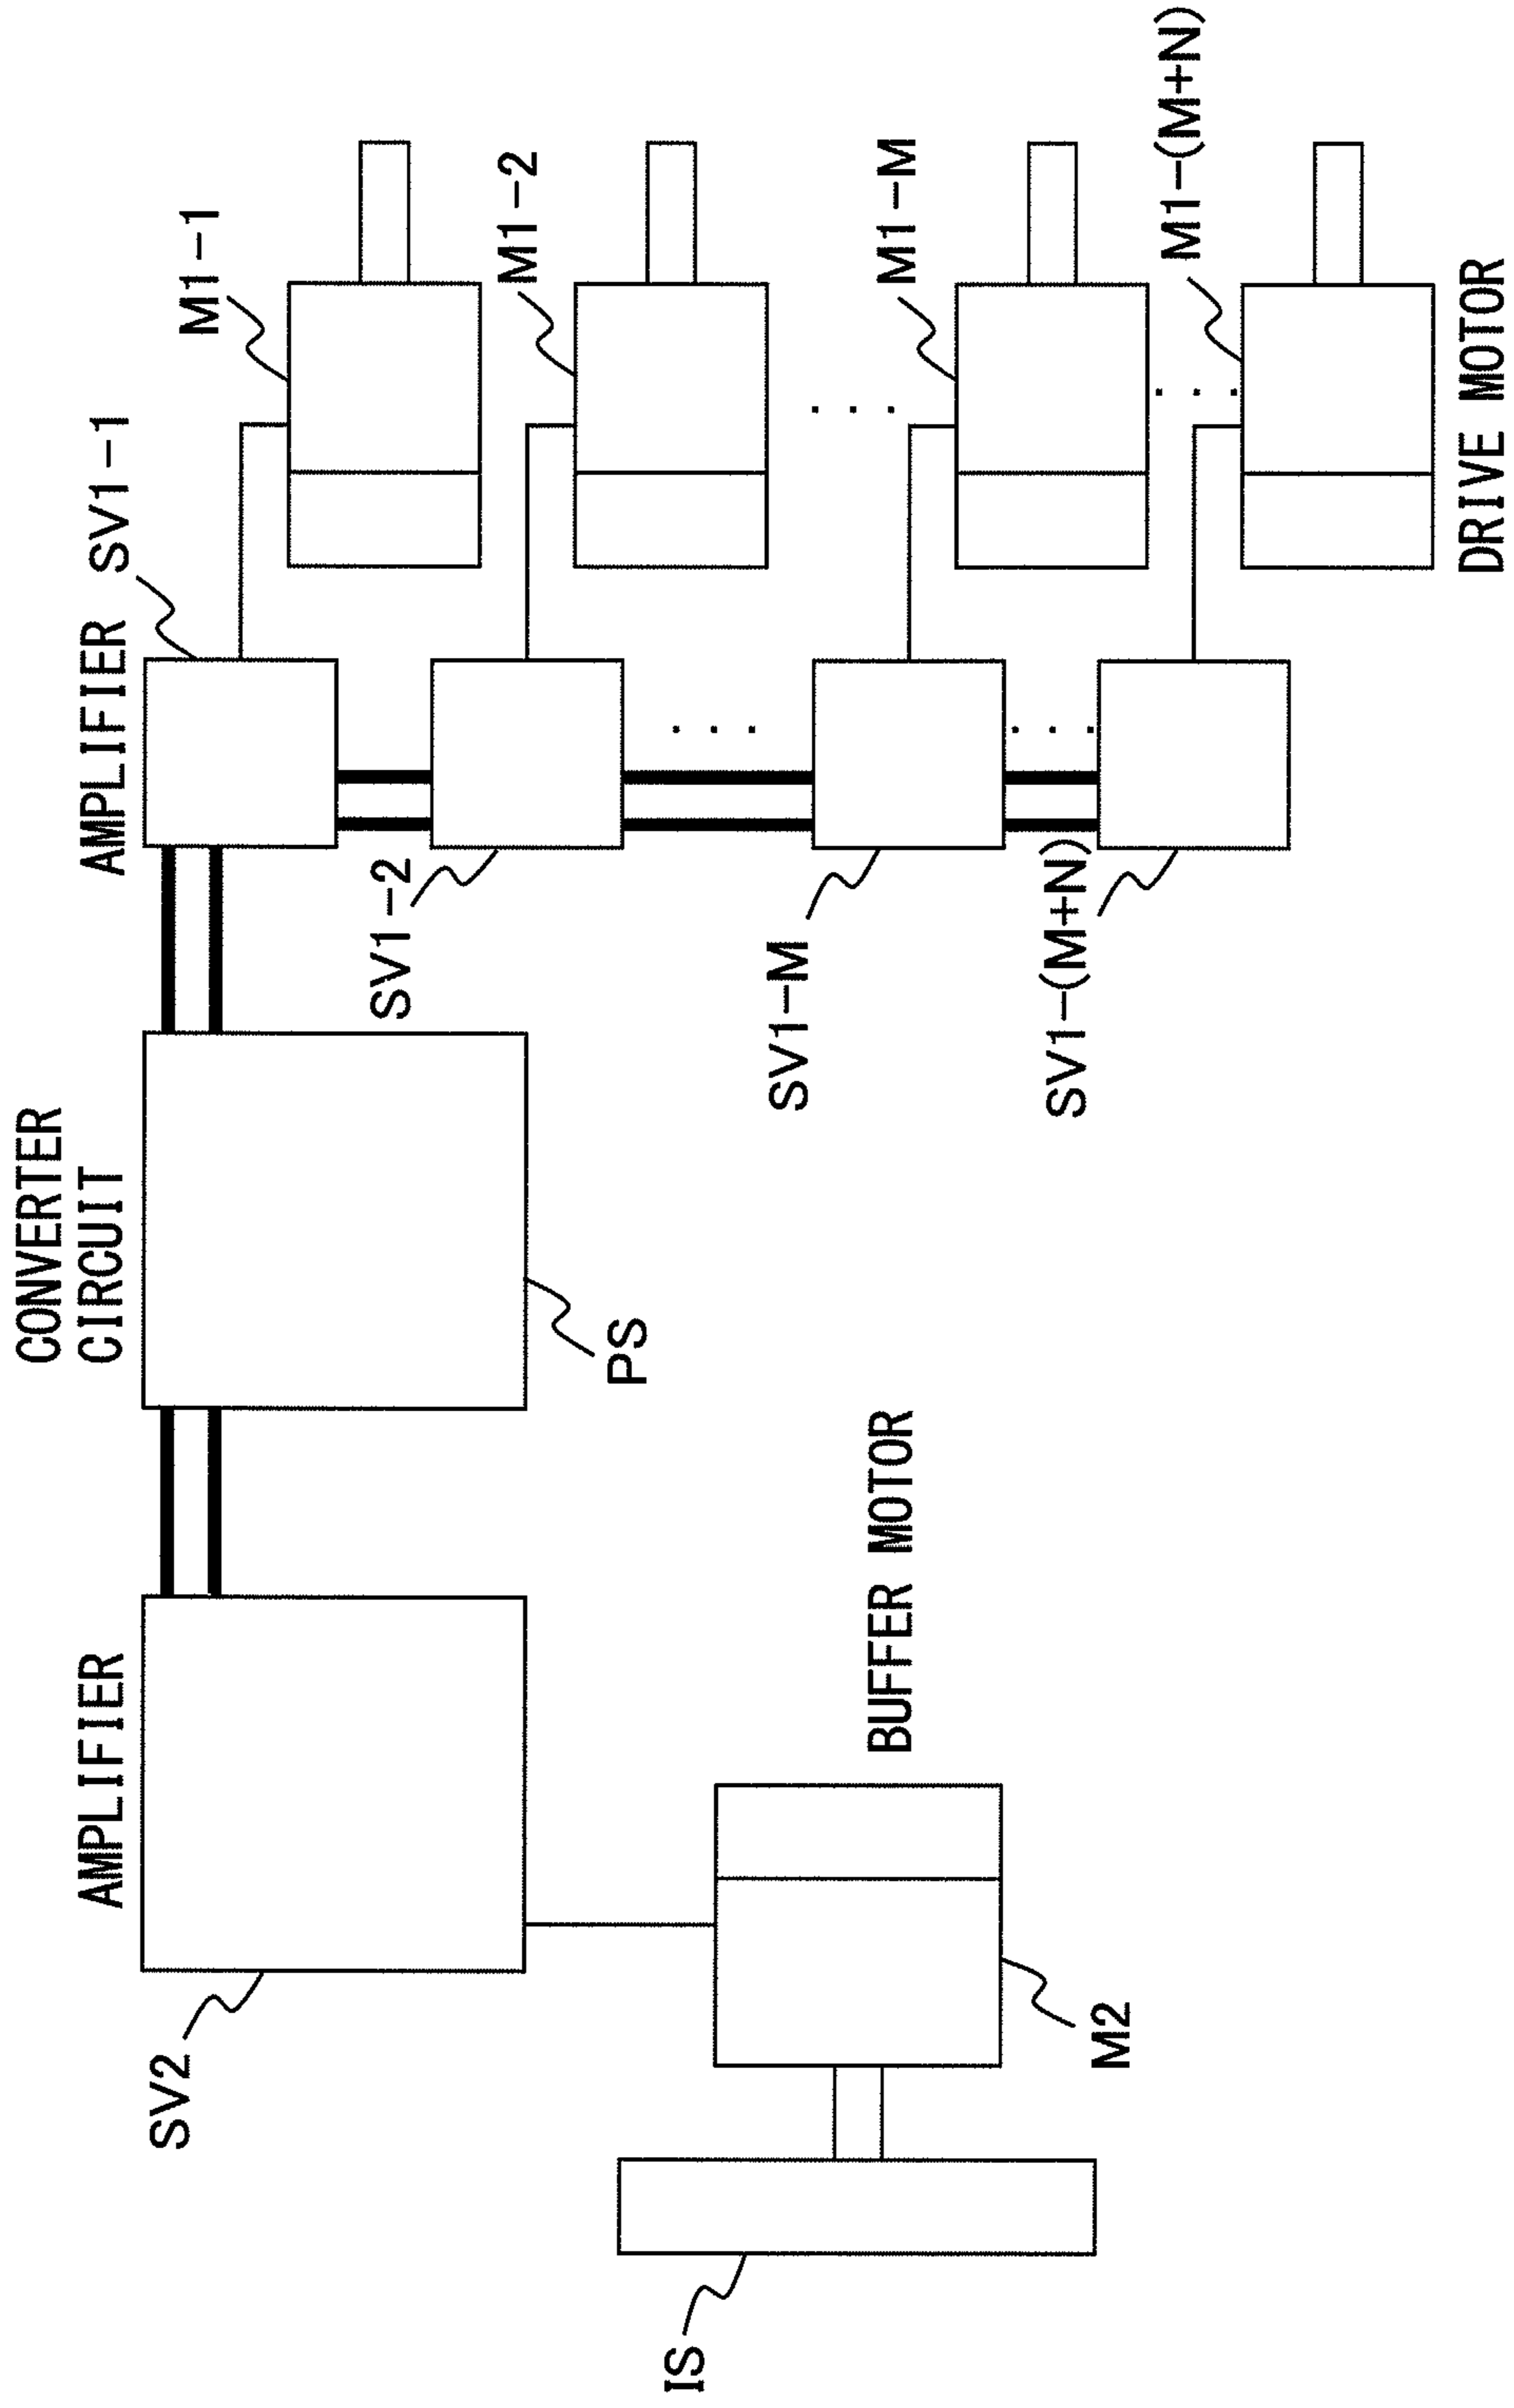 CONVERTER
CIRCUIT
AMPLIFIER
AMPLIFIER
SV1-1
SV2
M1-1
SV1-2
M1-2
PS
IS
SV1-M
M1-M
BUFFER MOTOR
SV1-(M+N)
M2
M1-(M+N)
DRIVE MOTOR